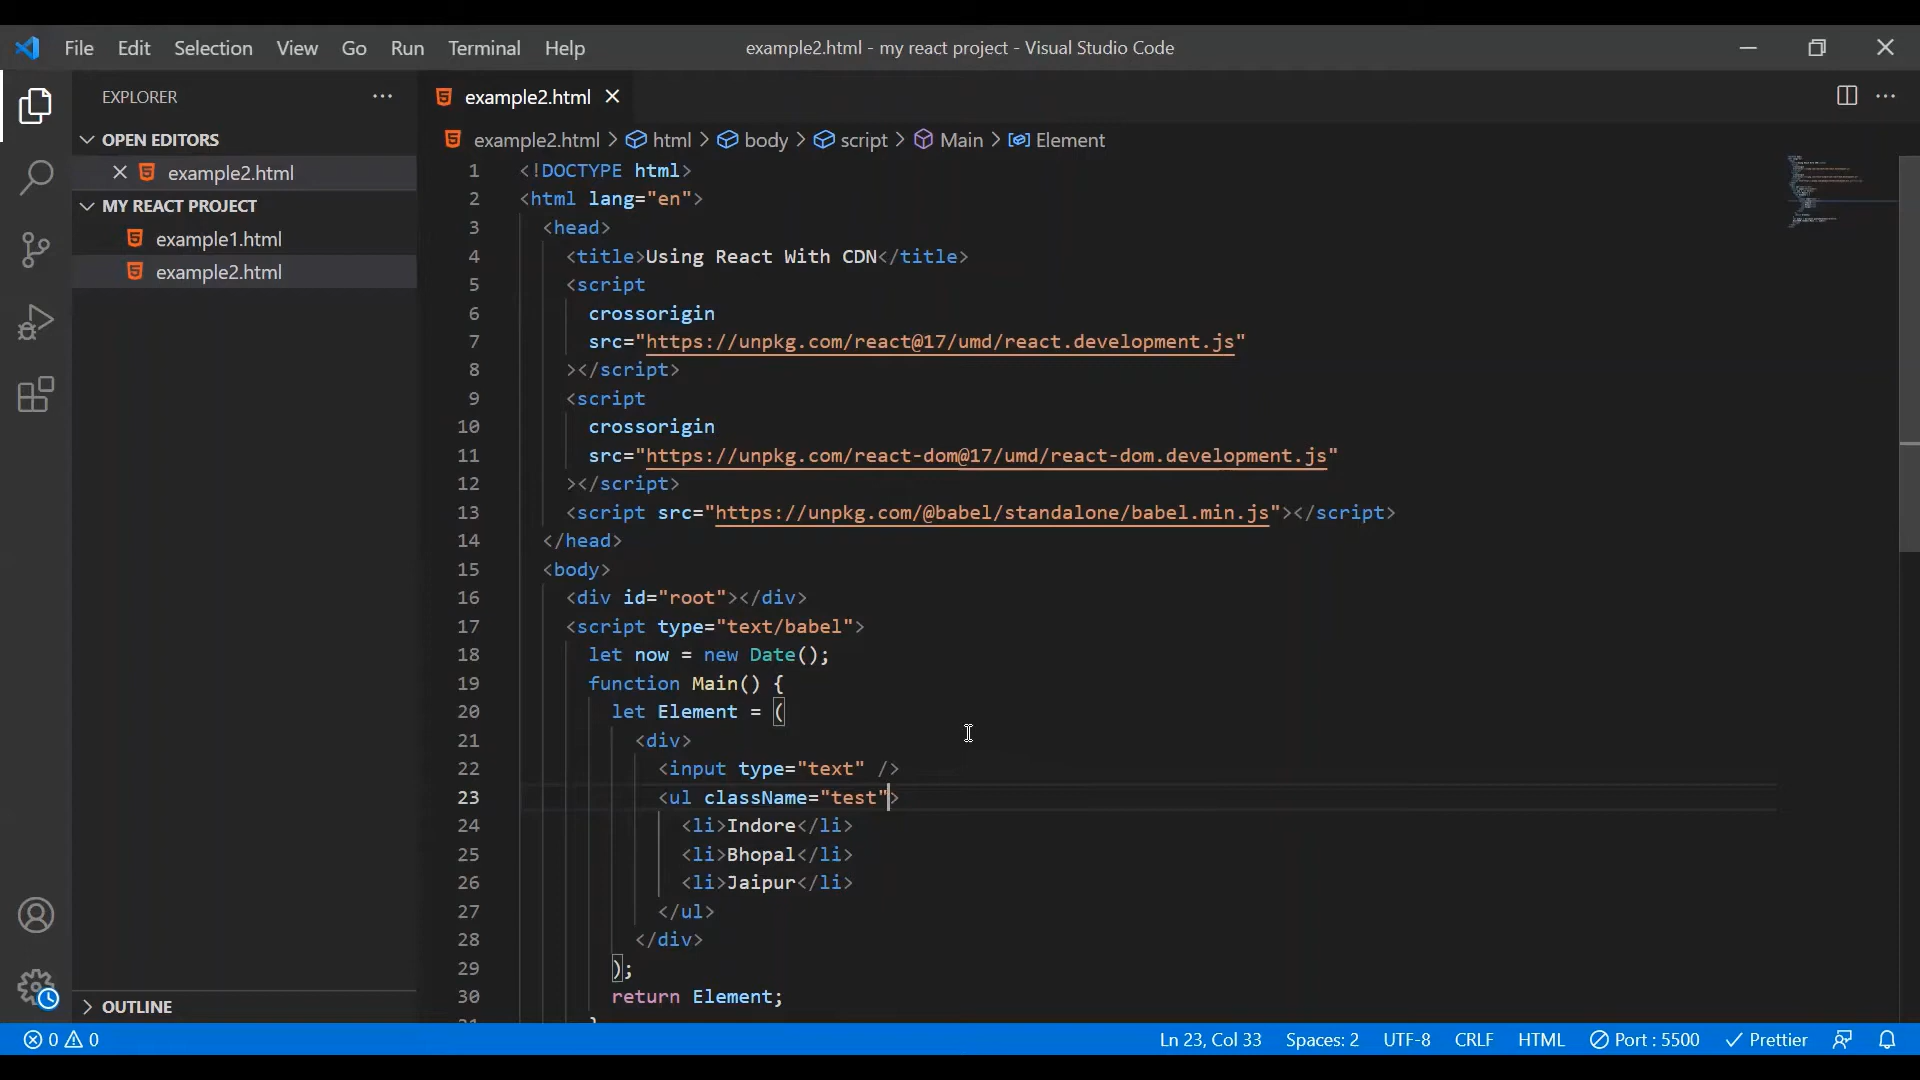 File Edit Selection View Go Run Terminal Help
example2.html - my react project - Visual Studio Code
EXPLORER
OPEN EDITORS
example2.html
MY REACT PROJECT
example1.html
example2.html
OUTLINE
example2.html
example2.html > html > body > script > Main > Element
1 <!DOCTYPE html>
2 <html lang="en">
3 <head>
4 <title>Using React With CDN</title>
5 <script
6 crossorigin
7 src="https://unpkg.com/react@17/umd/react.development.js"
8 ></script>
9 <script
10 crossorigin
11 src="https://unpkg.com/react-dom@17/umd/react-dom.development.js"
12 ></script>
13 <script src="https://unpkg.com/@babel/standalone/babel.min.js"></script>
14 </head>
15 <body>
16 <div id="root"></div>
17 <script type="text/babel">
18 let now = new Date();
19 function Main() {
20 let Element = (
21 <div>
22 <input type="text" />
23 <ul className="test">
24 <li>Indore</li>
25 <li>Bhopal</li>
26 <li>Jaipur</li>
27 </ul>
28 </div>
29 );
30 return Element;
0 0
Ln 23, Col 33 Spaces: 2 UTF-8 CRLF HTML Port : 5500 Prettier